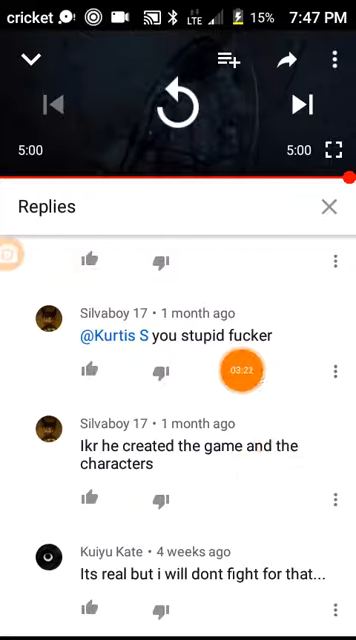 cricket LTE 15% 7:47 PM
5:00 5:00
Replies
Silvaboy 17 • 1 month ago
@Kurtis S you stupid fucker
03:22
Silvaboy 17 • 1 month ago
Ikr he created the game and the
characters
Kuiyu Kate • 4 weeks ago
Its real but i will dont fight for that...